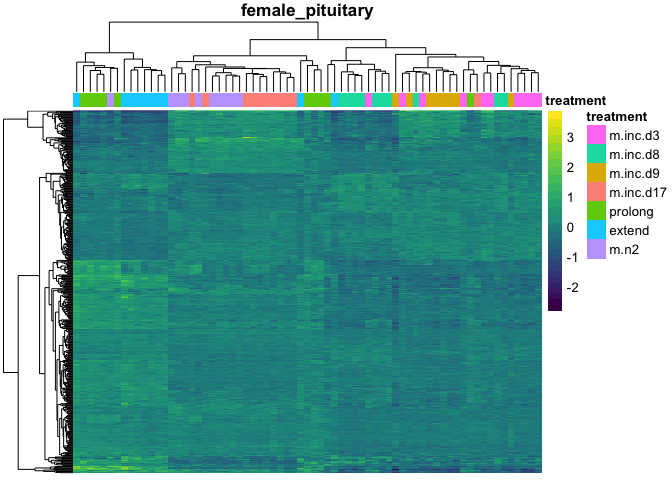 female_pituitary
treatment
3
2
1
0
-1
-2
treatment
m.inc.d3
m.inc.d8
m.inc.d9
m.inc.d17
prolong
extend
m.n2